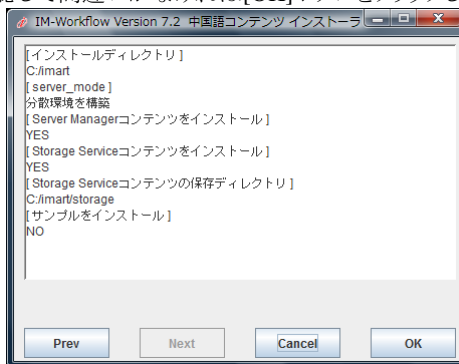 IM-Workflow Version 7.2 中国語コンテンツ インストーラ
[インストールディレクトリ]
C:/imart
[server_mode]
分散環境を構築
[Server Managerコンテンツをインストール]
YES
[Storage Serviceコンテンツをインストール]
YES
[Storage Serviceコンテンツの保存ディレクトリ]
C:/imart/storage
[サンプルをインストール]
NO
Prev Next Cancel OK